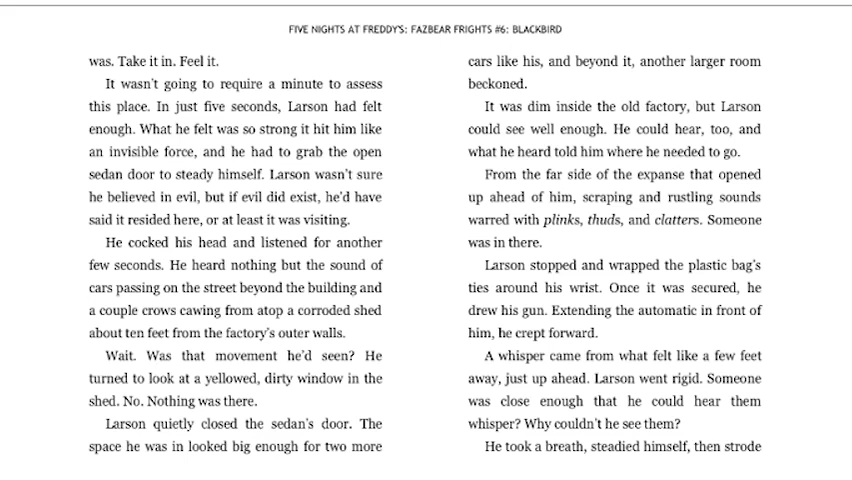 FIVE NIGHTS AT FREDDY'S: FAZBEAR FRIGHTS #6: BLACKBIRD
was. Take it in. Feel it.
It wasn't going to require a minute to assess
this place. In just five seconds, Larson had felt
enough. What he felt was so strong it hit him like
an invisible force, and he had to grab the open
sedan door to steady himself. Larson wasn't sure
he believed in evil, but if evil did exist, he'd have
said it resided here, or at least it was visiting.
He cocked his head and listened for another
few seconds. He heard nothing but the sound of
cars passing on the street beyond the building and
a couple crows cawing from atop a corroded shed
about ten feet from the factory's outer walls.
Wait. Was that movement he'd seen? He
turned to look at a yellowed, dirty window in the
shed. No. Nothing was there.
Larson quietly closed the sedan's door. The
space he was in looked big enough for two more
cars like his, and beyond it, another larger room
beckoned.
It was dim inside the old factory, but Larson
could see well enough. He could hear, too, and
what he heard told him where he needed to go.
From the far side of the expanse that opened
up ahead of him, scraping and rustling sounds
warred with plinks, thuds, and clatters. Someone
was in there.
Larson stopped and wrapped the plastic bag's
ties around his wrist. Once it was secured, he
drew his gun. Extending the automatic in front of
him, he crept forward.
A whisper came from what felt like a few feet
away, just up ahead. Larson went rigid. Someone
was close enough that he could hear them
whisper? Why couldn't he see them?
He took a breath, steadied himself, then strode